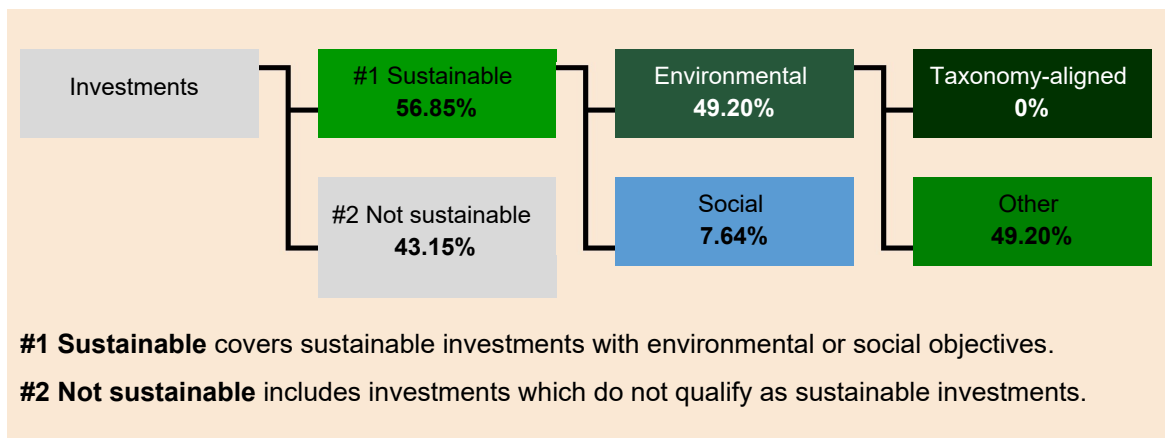 Investments
#1 Sustainable
56.85%
Environmental
49.20%
Taxonomy-aligned
0%
#2 Not sustainable
43.15%
Social
7.64%
Other
49.20%
#1 Sustainable covers sustainable investments with environmental or social objectives.
#2 Not sustainable includes investments which do not qualify as sustainable investments.